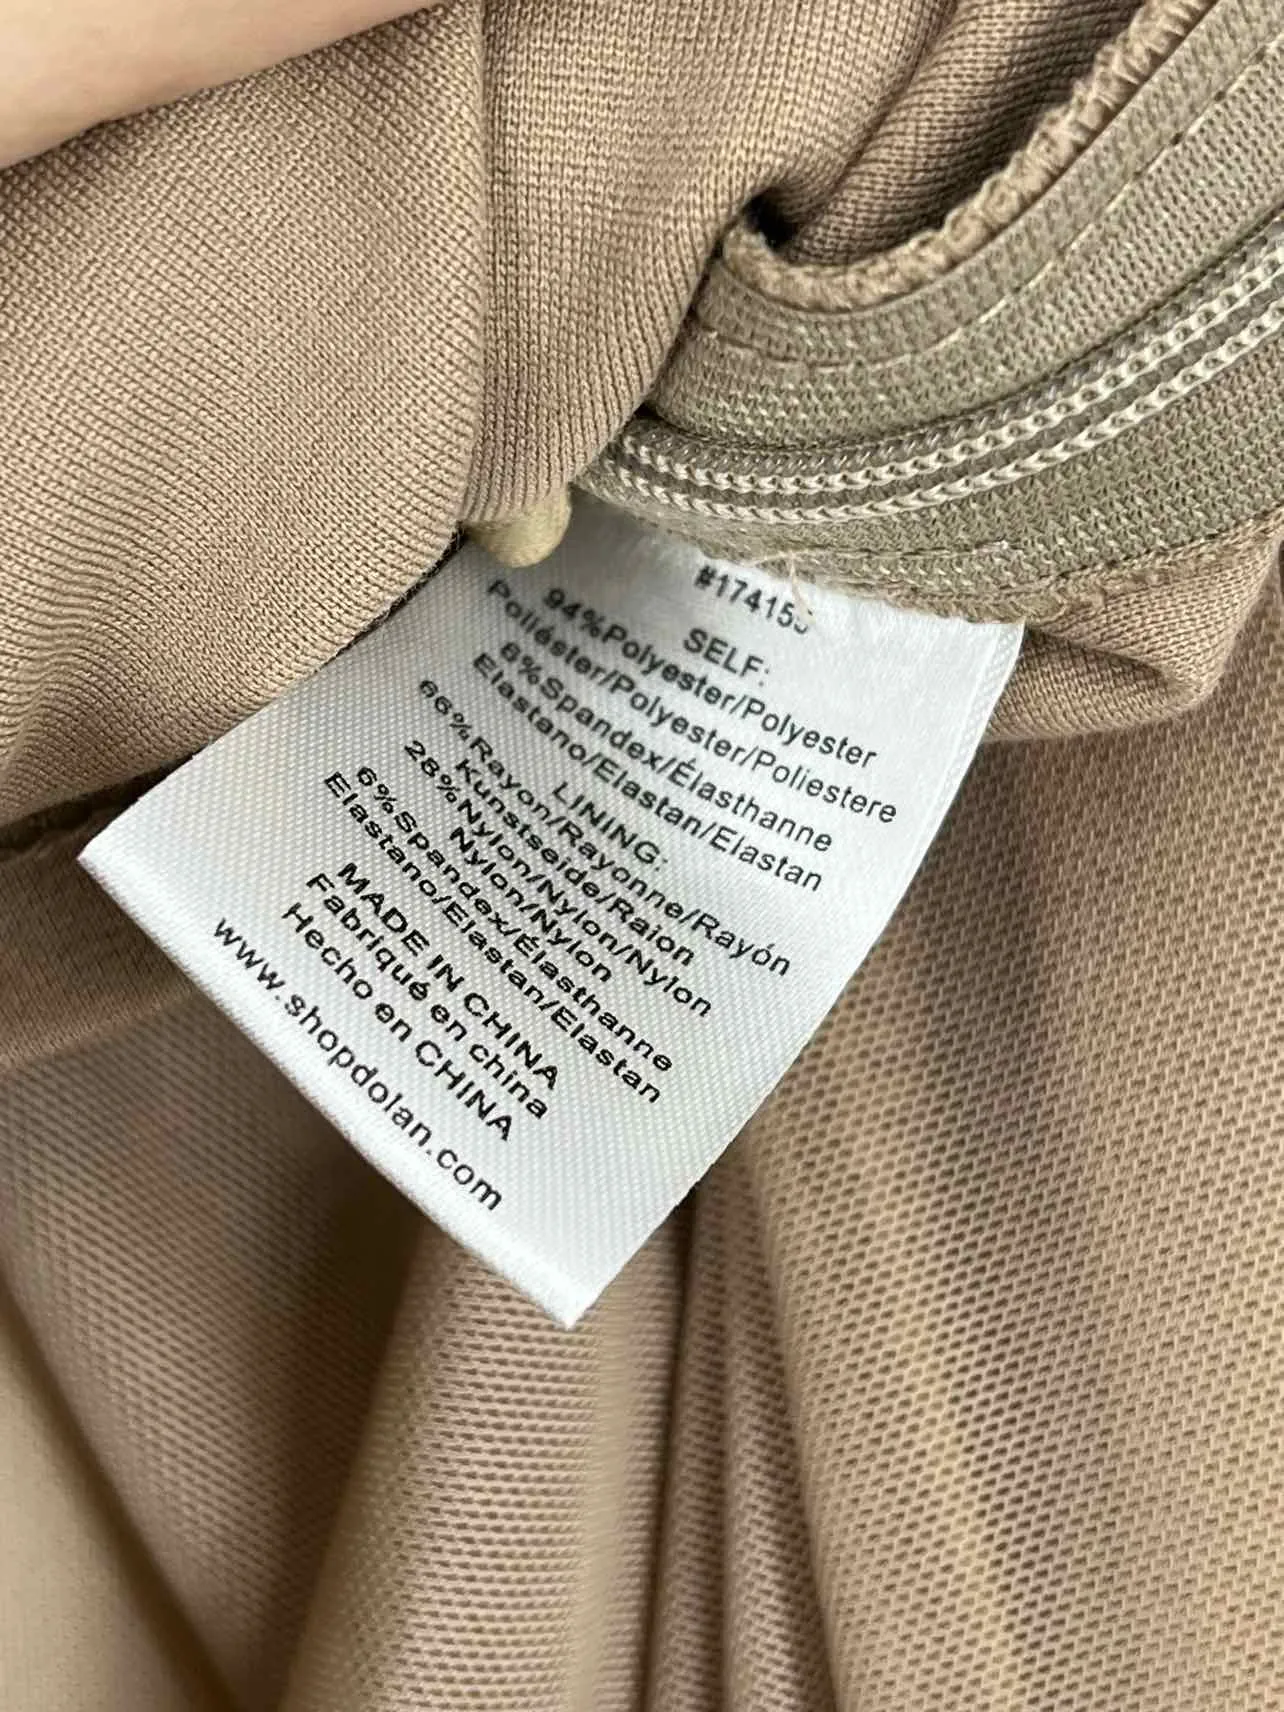 #174155
SELF:
94%Polyester/Polyester
Poliéster/Polyester/Poliestere
6%Spandex/Élasthanne
Elastano/Elastan/Elastan
LINING:
66%Rayon/Rayonne/Rayón
Kunstseide/Raion
28%Nylon/Nylon/Nylon
Nylon/Nylon
6%Spandex/Élasthanne
Elastano/Elastan/Elastan
MADE IN CHINA
Fabriqué en china
Hecho en CHINA
www.shopdolan.com